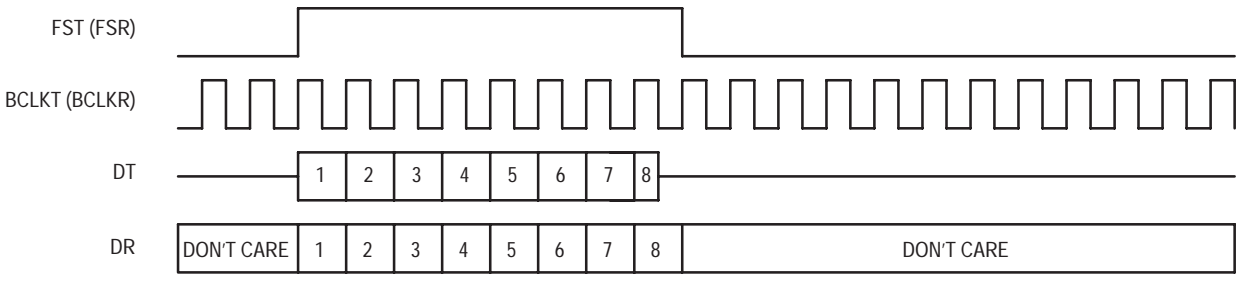 FST (FSR)
BCLKT (BCLKR)
DT 1 2 3 4 5 6 7 8
DR DON'T CARE 1 2 3 4 5 6 7 8 DON'T CARE